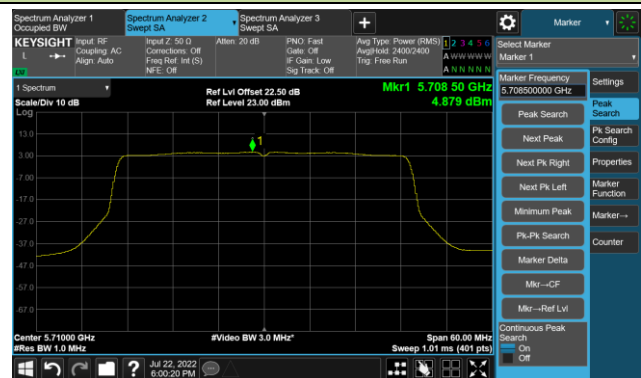 Spectrum Analyzer 1
Occupied BW
Spectrum Analyzer 2
Swept SA
Spectrum Analyzer 3
Swept SA
Marker
KEYSIGHT
L
Input: RF
Coupling: AC
Align: Auto
Input Z: 50 Ω
Corrections: Off
Freq Ref: Int (S)
NFE: Off
Atten: 20 dB
PNO: Fast
Gate: Off
IF Gain: Low
Sig Track: Off
Avg Type: Power (RMS)
Avg|Hold: 2400/2400
Trig: Free Run
1 2 3 4 5 6
A W W W W W
A N N N N N
Select Marker
Marker 1
1 Spectrum
Scale/Div 10 dB
Log
Ref Lvl Offset 22.50 dB
Ref Level 23.00 dBm
Mkr1 5.708 50 GHz
4.879 dBm
13.0
3.00
-7.00
-17.0
-27.0
-37.0
-47.0
-57.0
-67.0
1
Center 5.71000 GHz
#Res BW 1.0 MHz
#Video BW 3.0 MHz*
Span 60.00 MHz
Sweep 1.01 ms (401 pts)
Marker Frequency
5.708500000 GHz
Peak Search
Next Peak
Next Pk Right
Next Pk Left
Minimum Peak
Pk-Pk Search
Marker Delta
Mkr→CF
Mkr→Ref Lvl
Continuous Peak
Search
On
Off
Settings
Peak
Search
Pk Search
Config
Properties
Marker
Function
Marker→
Counter
Jul 22, 2022
6:00:20 PM